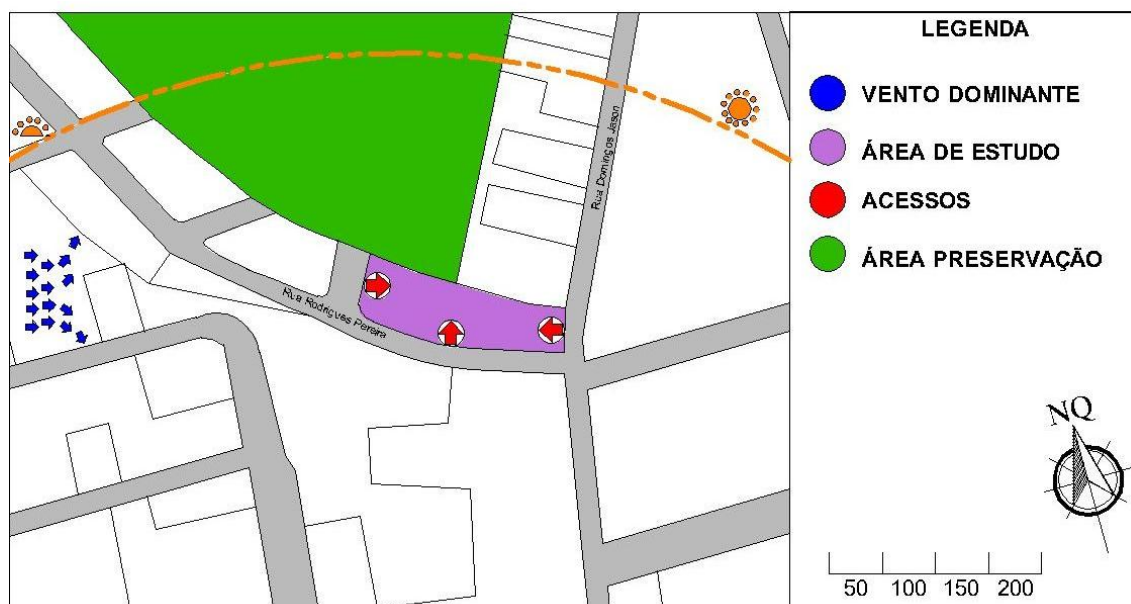 Rua Domingos Jason
Rua Rodrigues Pereira
LEGENDA
VENTO DOMINANTE
ÁREA DE ESTUDO
ACESSOS
ÁREA PRESERVAÇÃO
NQ
50 100 150 200